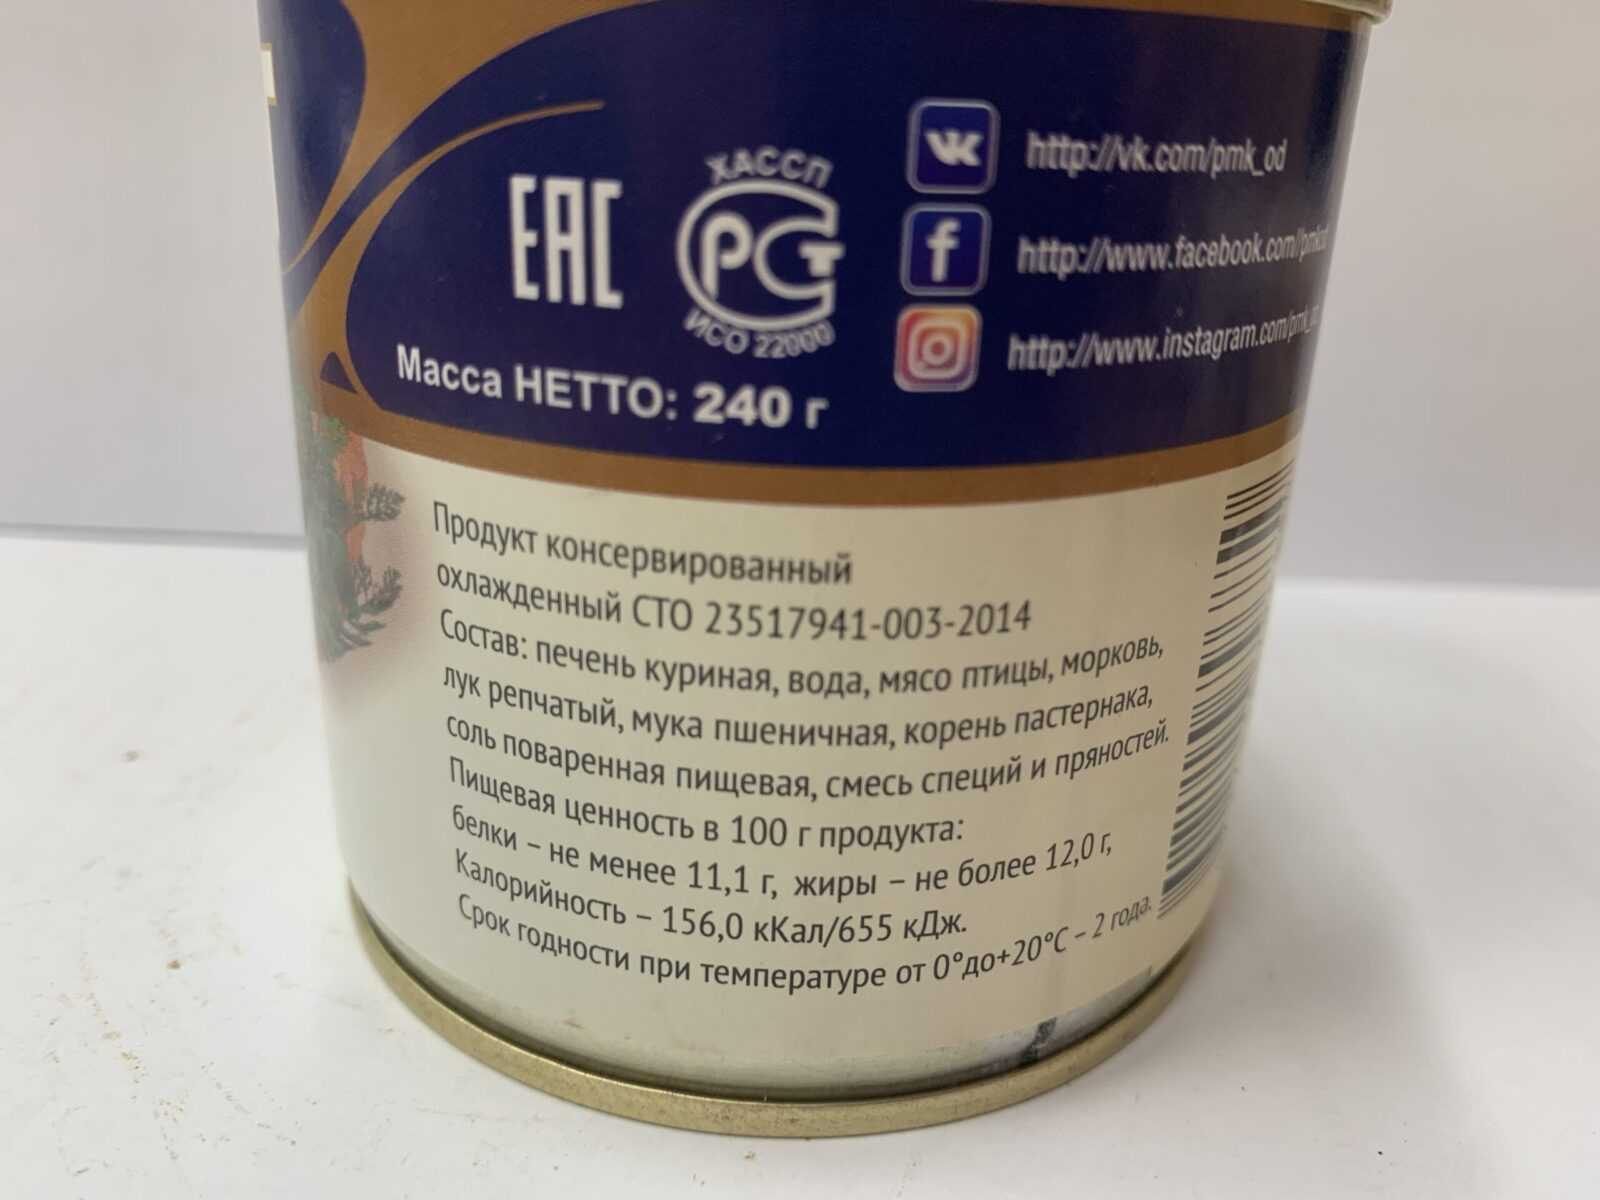 EAC
ХАССП
РСТ
ИСО 22000
Масса НЕТТО: 240 г
http://vk.com/pmk_od
http://www.facebook.com//pmkod
http://www.instagram.com/pmk_od
Продукт консервированный
охлажденный СТО 23517941-003-2014
Состав: печень куриная, вода, мясо птицы, морковь,
лук репчатый, мука пшеничная, корень пастернака,
соль поваренная пищевая, смесь специй и пряностей.
Пищевая ценность в 100 г продукта:
белки – не менее 11,1 г, жиры – не более 12,0 г,
Калорийность – 156,0 кКал/655 кДж.
Срок годности при температуре от 0°до+20°С – 2 года.